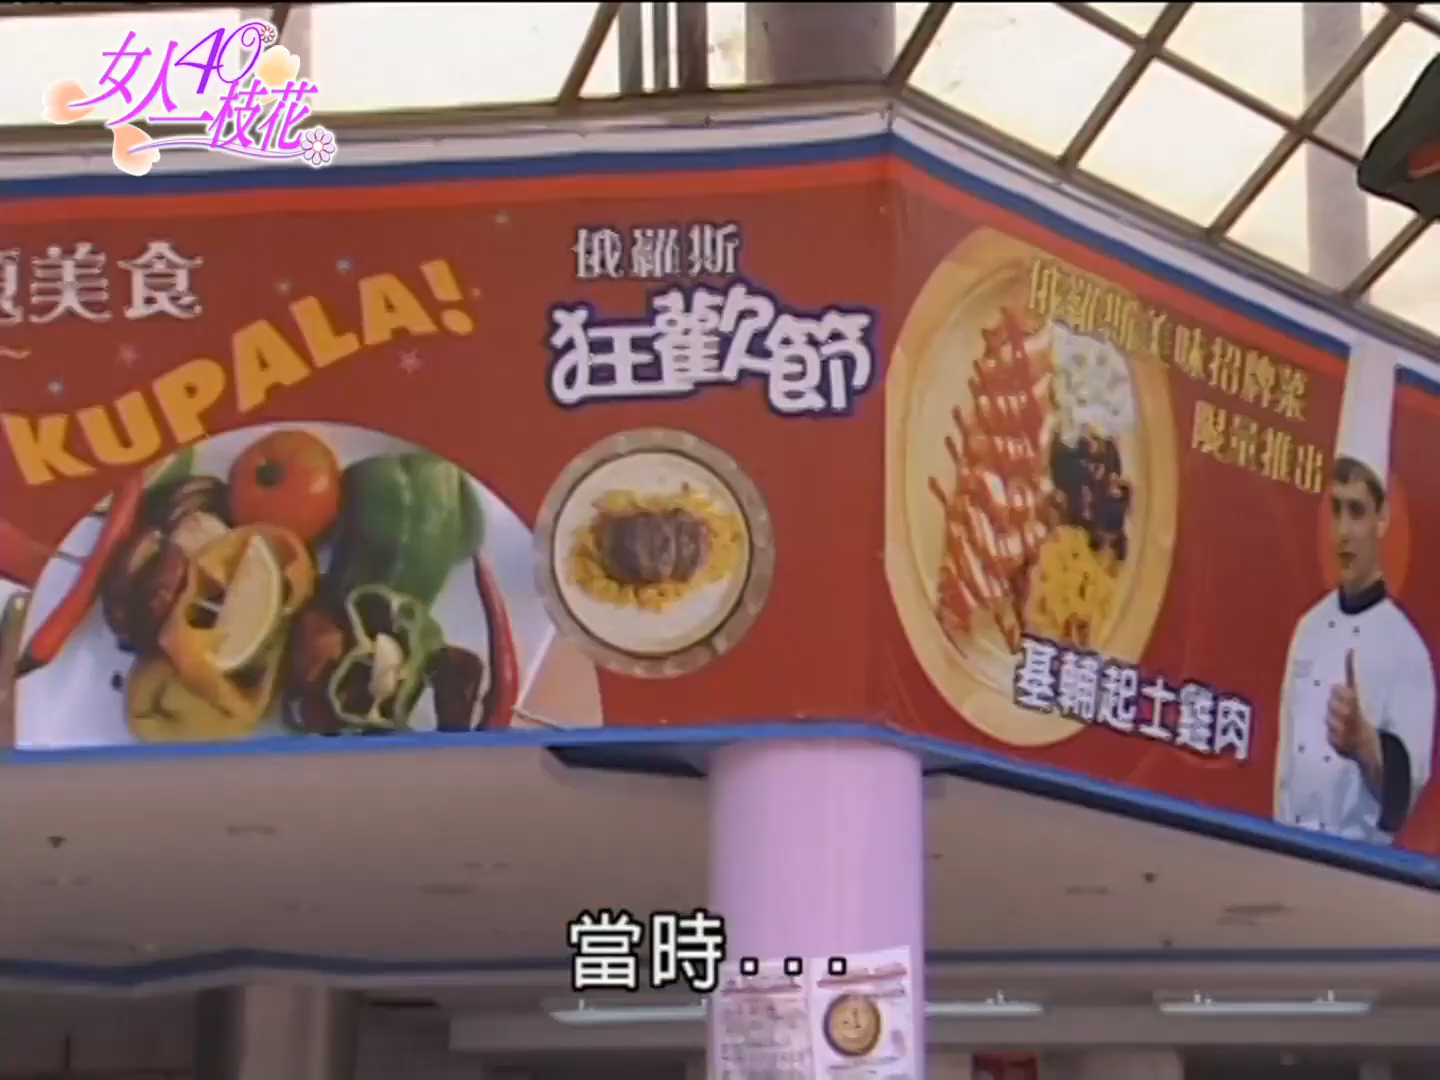 女人40一枝花
美食
KUPALA!
俄羅斯
狂歡節
俄羅斯美味招牌菜
限量推出
基輔起士雞肉
當時...